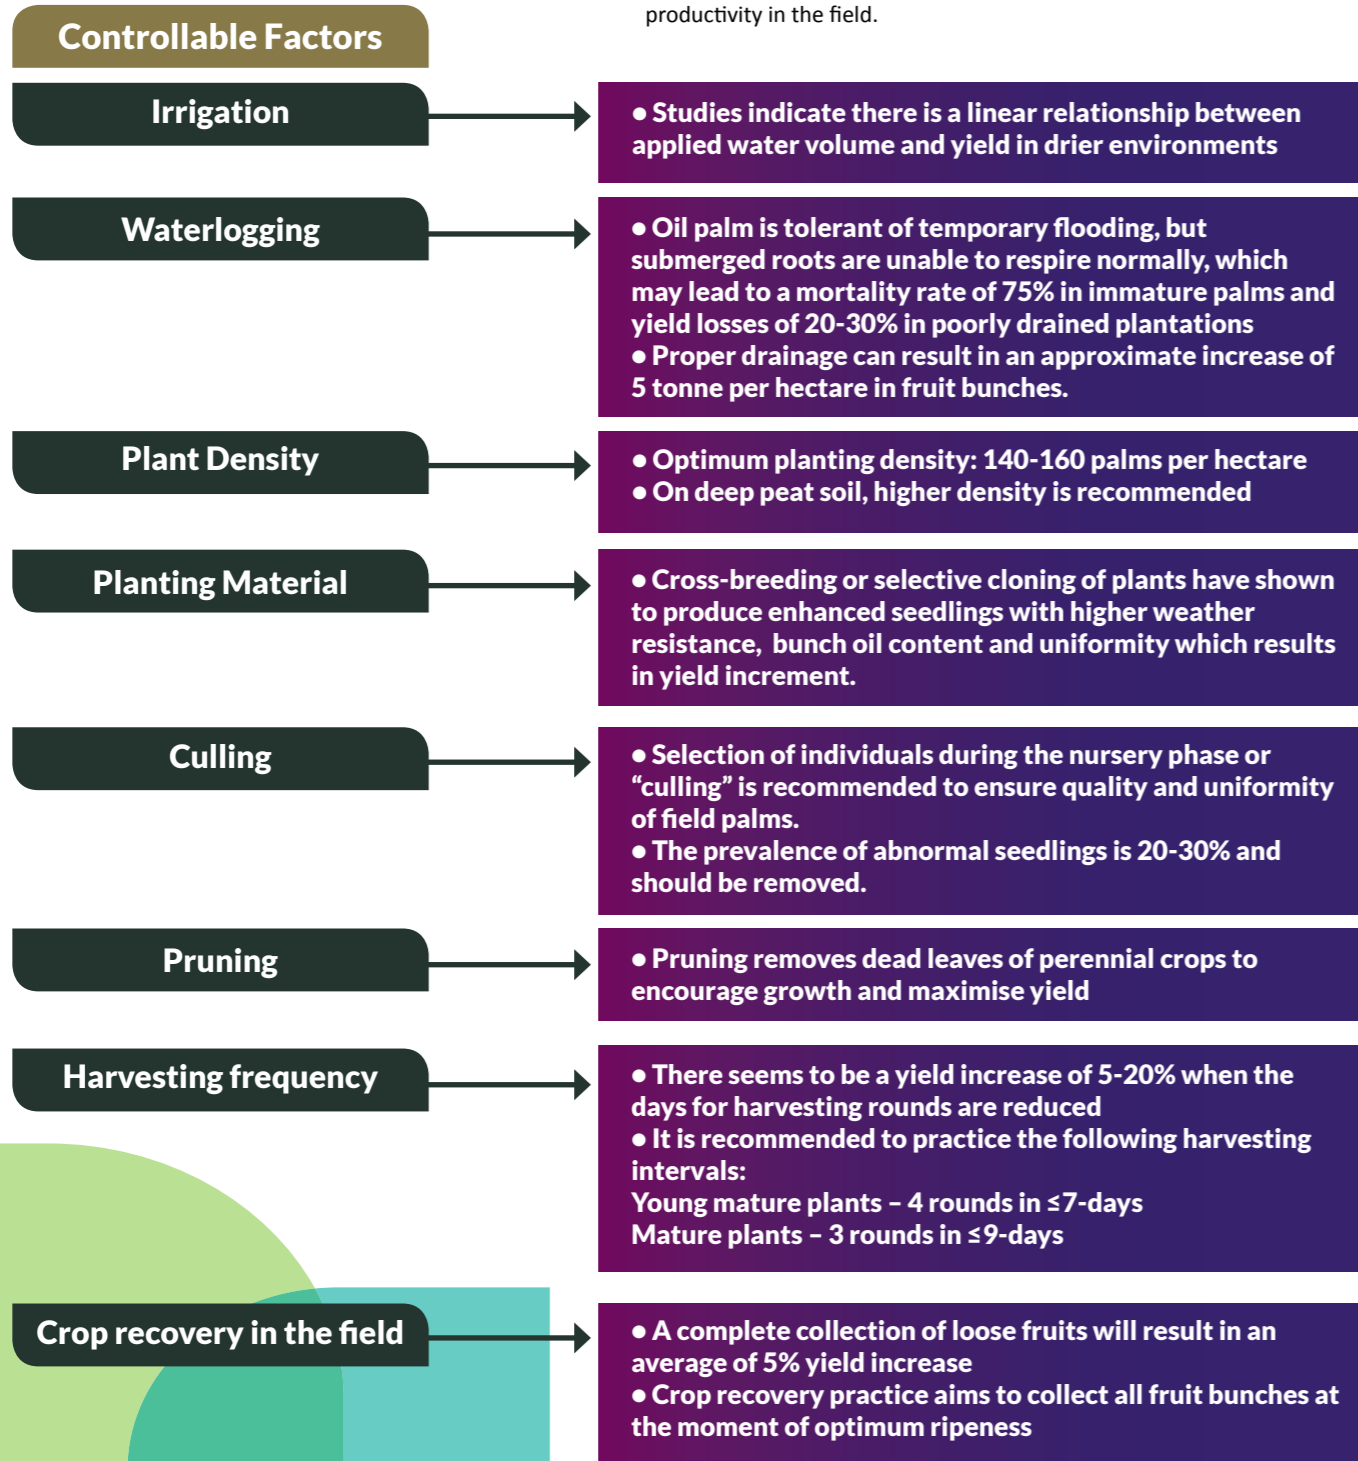 productivity in the field.
Controllable Factors
Irrigation
● Studies indicate there is a linear relationship between
applied water volume and yield in drier environments
Waterlogging
● Oil palm is tolerant of temporary flooding, but
submerged roots are unable to respire normally, which
may lead to a mortality rate of 75% in immature palms and
yield losses of 20-30% in poorly drained plantations
● Proper drainage can result in an approximate increase of
5 tonne per hectare in fruit bunches.
Plant Density
● Optimum planting density: 140-160 palms per hectare
● On deep peat soil, higher density is recommended
Planting Material
● Cross-breeding or selective cloning of plants have shown
to produce enhanced seedlings with higher weather
resistance, bunch oil content and uniformity which results
in yield increment.
Culling
● Selection of individuals during the nursery phase or
“culling” is recommended to ensure quality and uniformity
of field palms.
● The prevalence of abnormal seedlings is 20-30% and
should be removed.
Pruning
● Pruning removes dead leaves of perennial crops to
encourage growth and maximise yield
Harvesting frequency
● There seems to be a yield increase of 5-20% when the
days for harvesting rounds are reduced
● It is recommended to practice the following harvesting
intervals:
Young mature plants – 4 rounds in ≤7-days
Mature plants – 3 rounds in ≤9-days
Crop recovery in the field
● A complete collection of loose fruits will result in an
average of 5% yield increase
● Crop recovery practice aims to collect all fruit bunches at
the moment of optimum ripeness